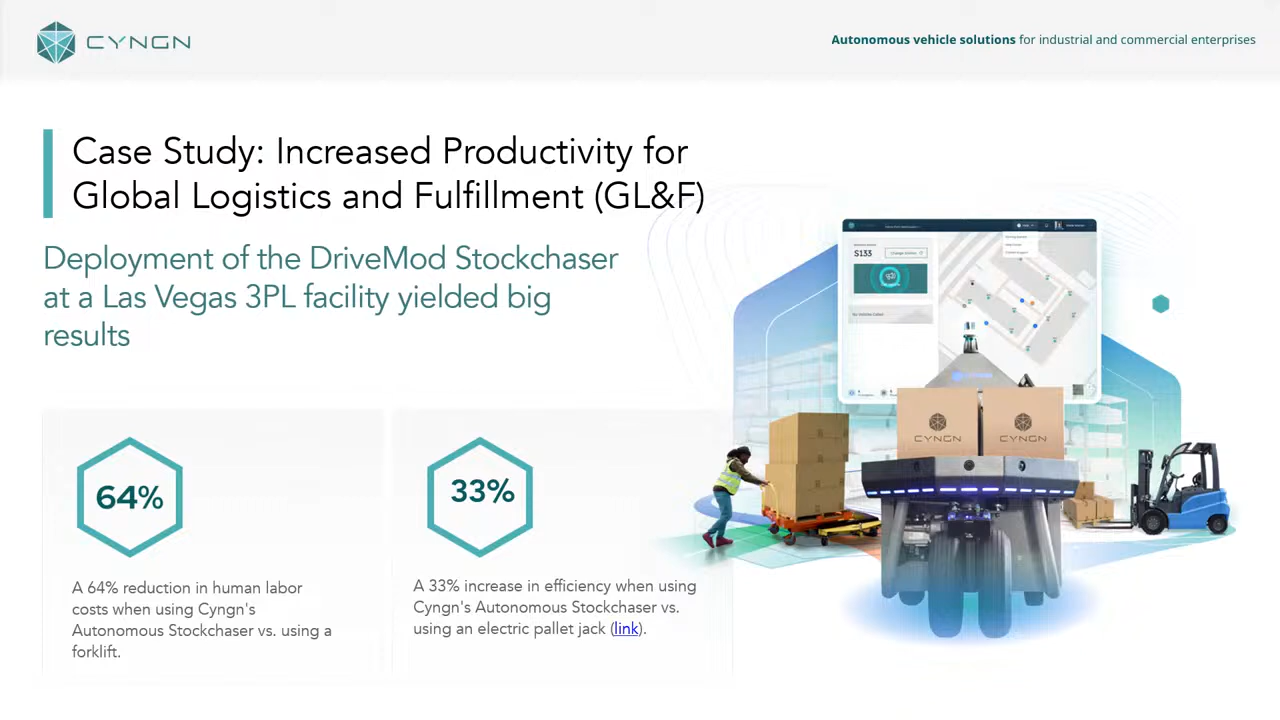 CYNGN
Autonomous vehicle solutions for industrial and commercial enterprises
Case Study: Increased Productivity for
Global Logistics and Fulfillment (GL&F)
Deployment of the DriveMod Stockchaser
at a Las Vegas 3PL facility yielded big
results
S133
64%
33%
A 64% reduction in human labor
costs when using Cyngn's
Autonomous Stockchaser vs. using a
forklift.
A 33% increase in efficiency when using
Cyngn's Autonomous Stockchaser vs.
using an electric pallet jack (link).
CYNGN
CYNGN
CYNGN